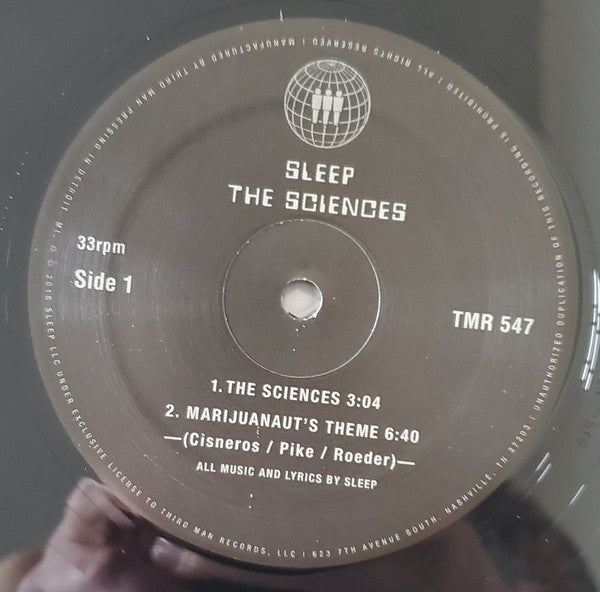 SLEEP
THE SCIENCES
33rpm
Side 1
TMR 547
1. THE SCIENCES 3:04
2. MARIJUANAUT'S THEME 6:40
—(Cisneros / Pike / Roeder)—
ALL MUSIC AND LYRICS BY SLEEP
MANUFACTURED BY THIRD MAN PRESSING IN DETROIT, MI. ℗ © 2018 SLEEP, LLC UNDER EXCLUSIVE LICENSE TO THIRD MAN RECORDS, LLC | 623 7TH AVENUE SOUTH, NASHVILLE, TN 37203 | UNAUTHORIZED DUPLICATION OF THIS RECORDING IS PROHIBITED | ALL RIGHTS RESERVED |